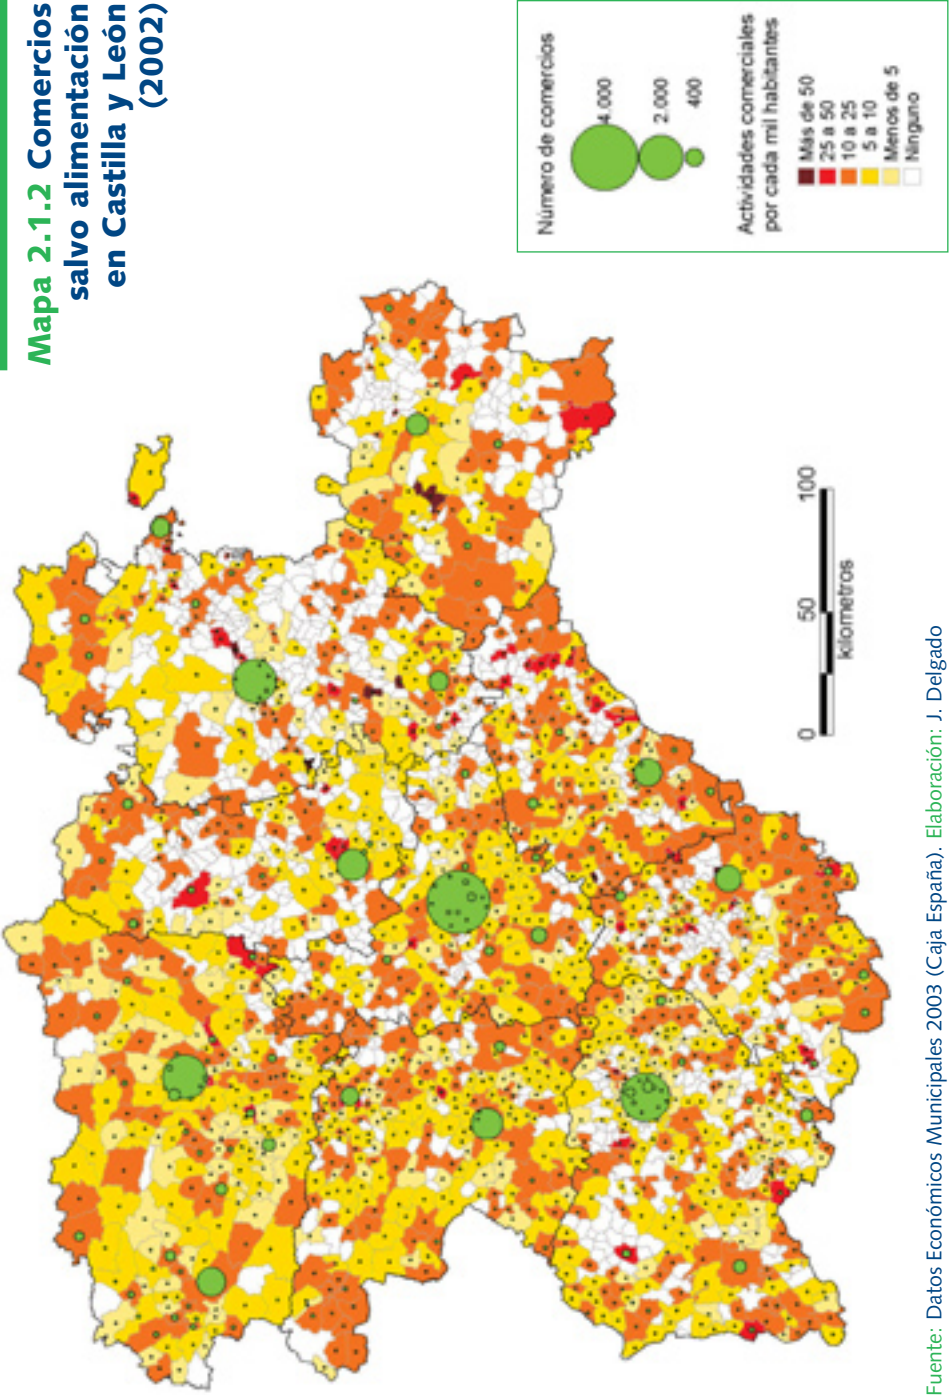 Mapa 2.1.2 Comercios
salvo alimentación
en Castilla y León
(2002)
Número de comercios
4.000
2.000
400
Actividades comerciales
por cada mil habitantes
Más de 50
25 a 50
10 a 25
5 a 10
Menos de 5
Ninguno
0 50 100
kilometros
Fuente: Datos Económicos Municipales 2003 (Caja España). Elaboración: J. Delgado